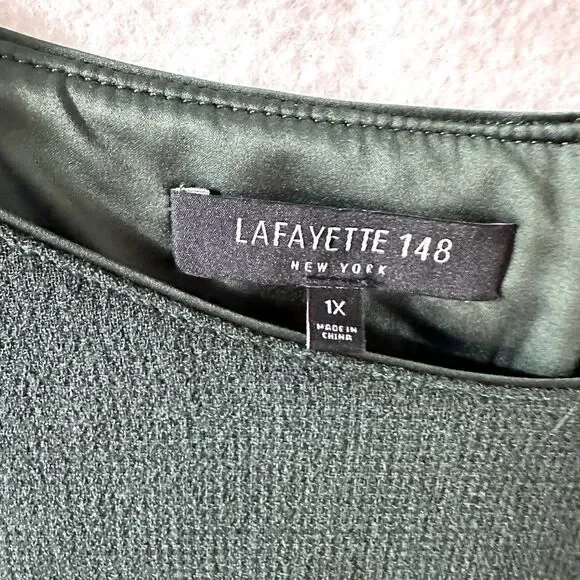 LAFAYETTE 148
NEW YORK
1X
MADE IN
CHINA